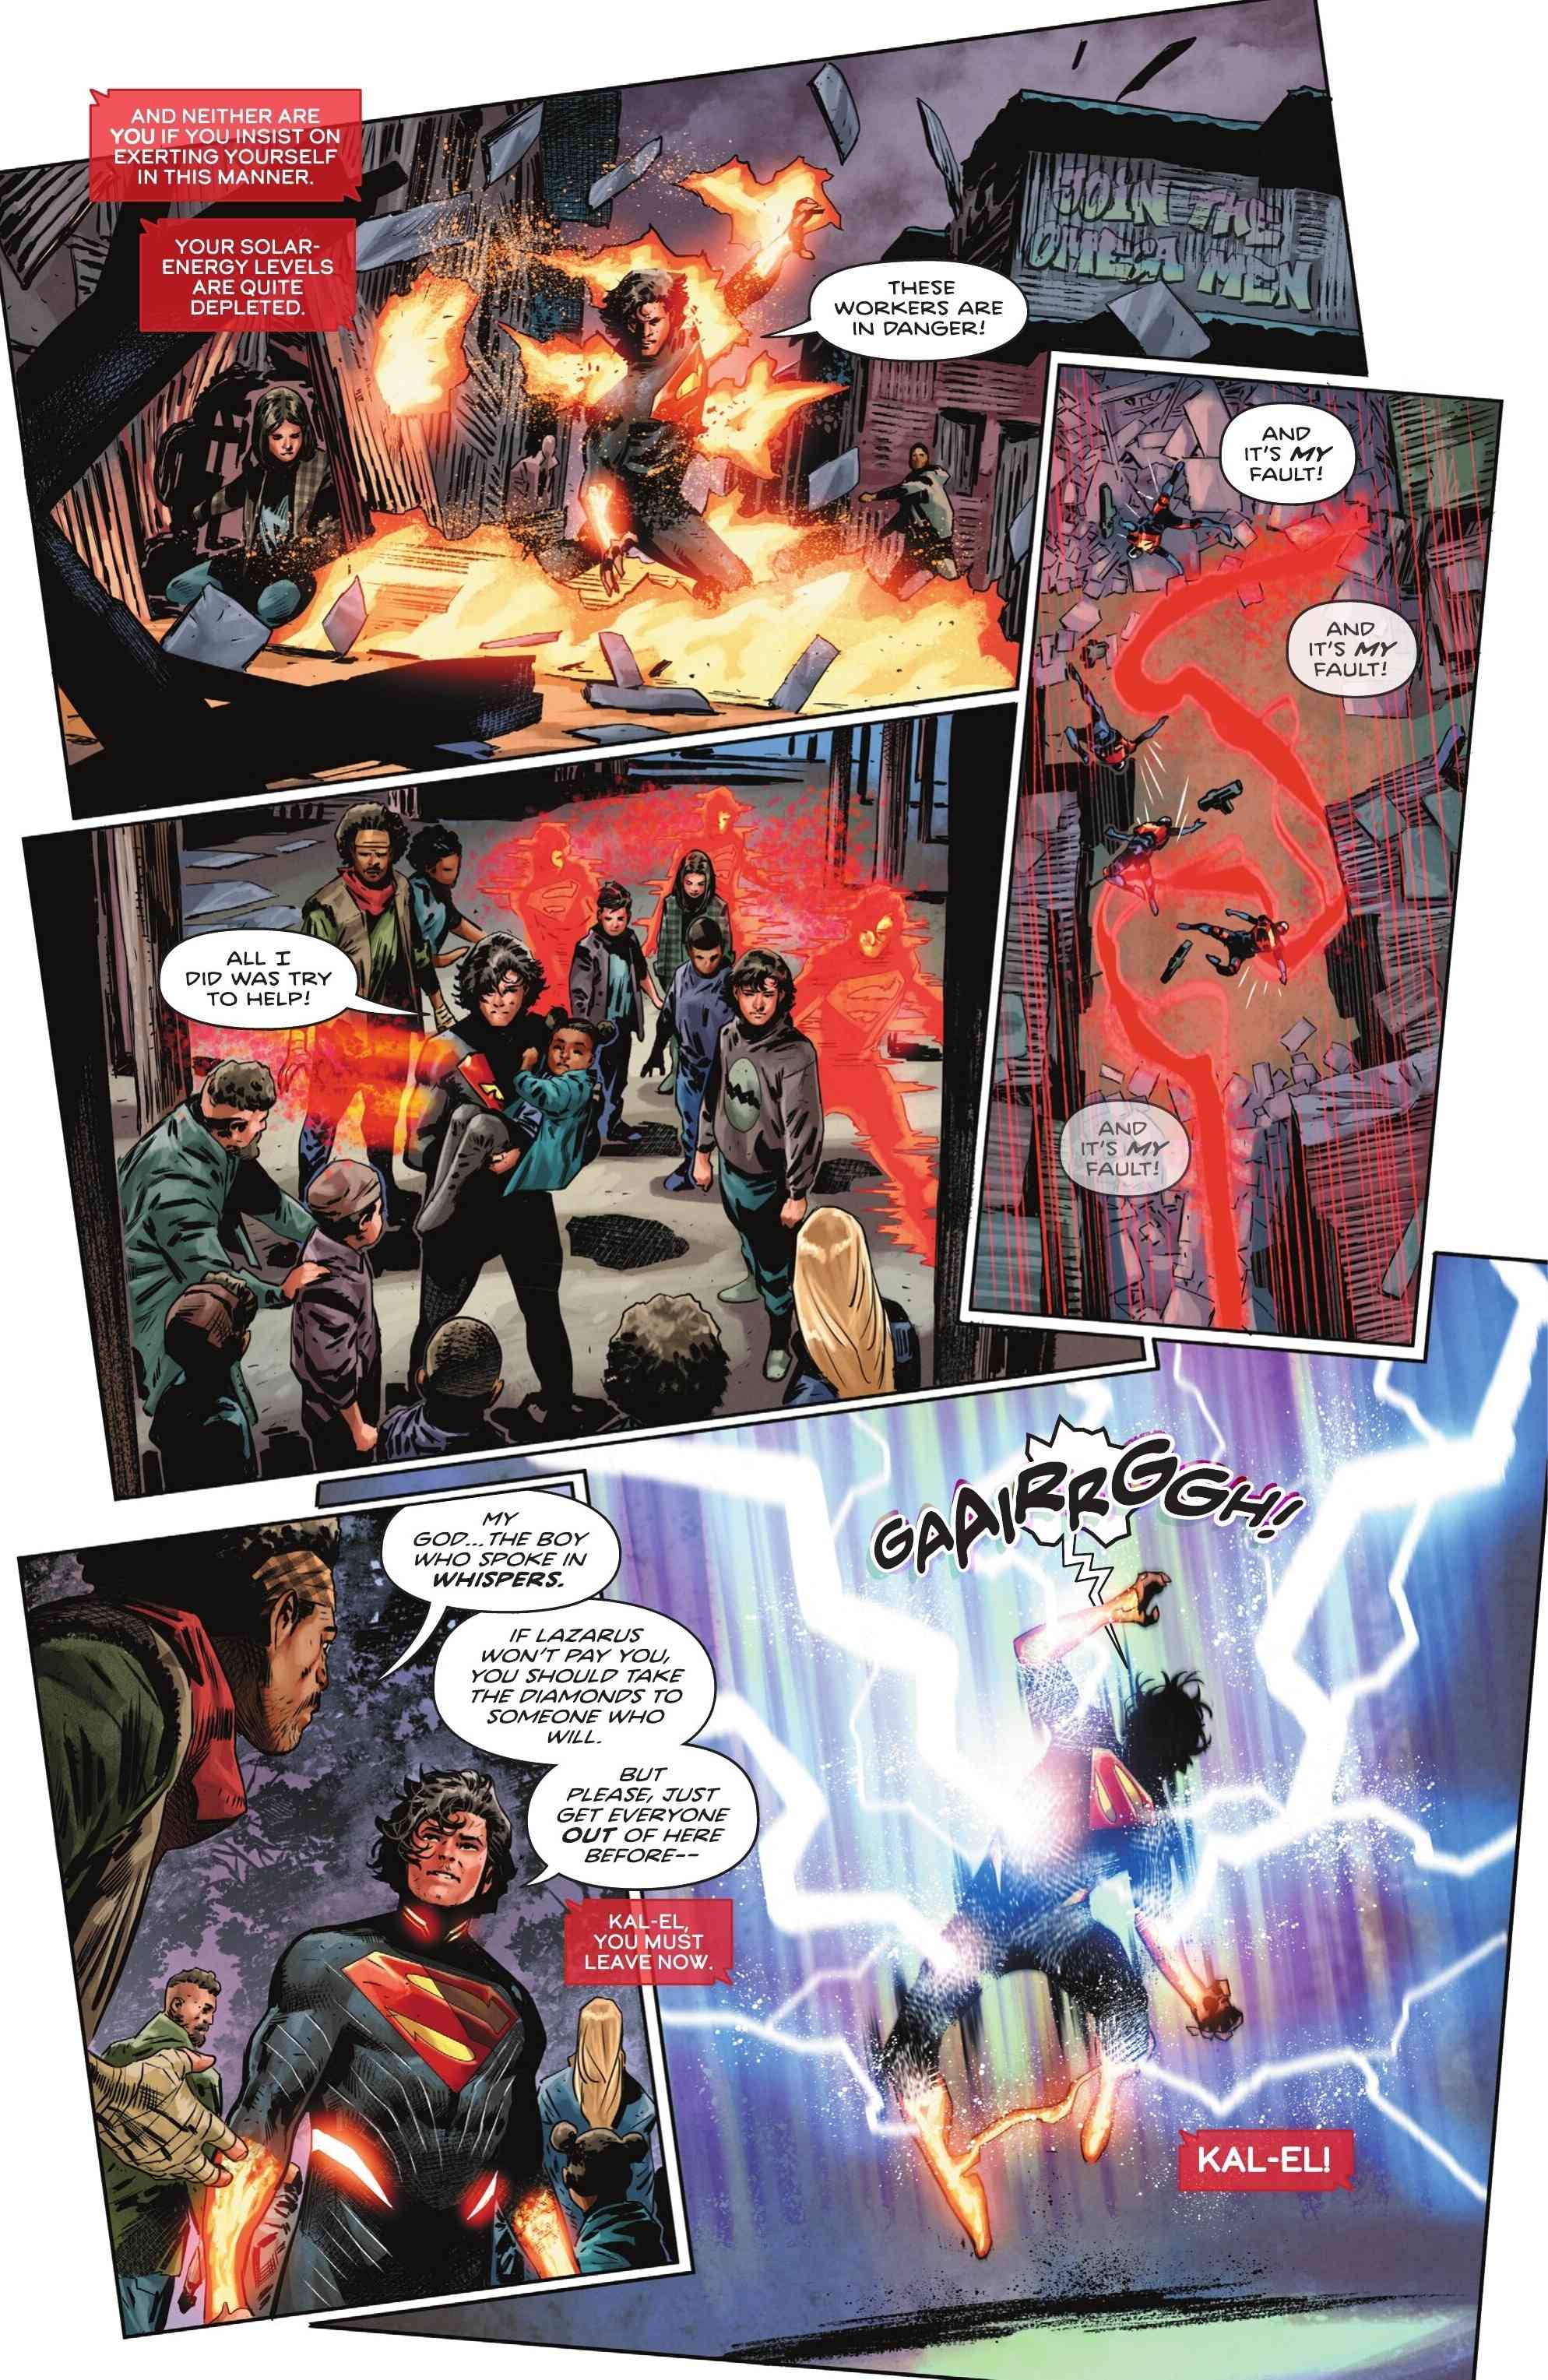 AND NEITHER ARE
YOU IF YOU INSIST ON
EXERTING YOURSELF
IN THIS MANNER.
YOUR SOLAR-
ENERGY LEVELS
ARE QUITE
DEPLETED.
THESE
WORKERS ARE
IN DANGER!
JOIN THE
OMEGA MEN
AND
IT'S MY
FAULT!
AND
IT'S MY
FAULT!
AND
IT'S MY
FAULT!
ALL I
DID WAS TRY
TO HELP!
MY
GOD...THE BOY
WHO SPOKE IN
WHISPERS.
IF LAZARUS
WON'T PAY YOU,
YOU SHOULD TAKE
THE DIAMONDS TO
SOMEONE WHO
WILL.
BUT
PLEASE, JUST
GET EVERYONE
OUT OF HERE
BEFORE--
KAL-EL,
YOU MUST
LEAVE NOW.
GAAIRRGGH!
KAL-EL!